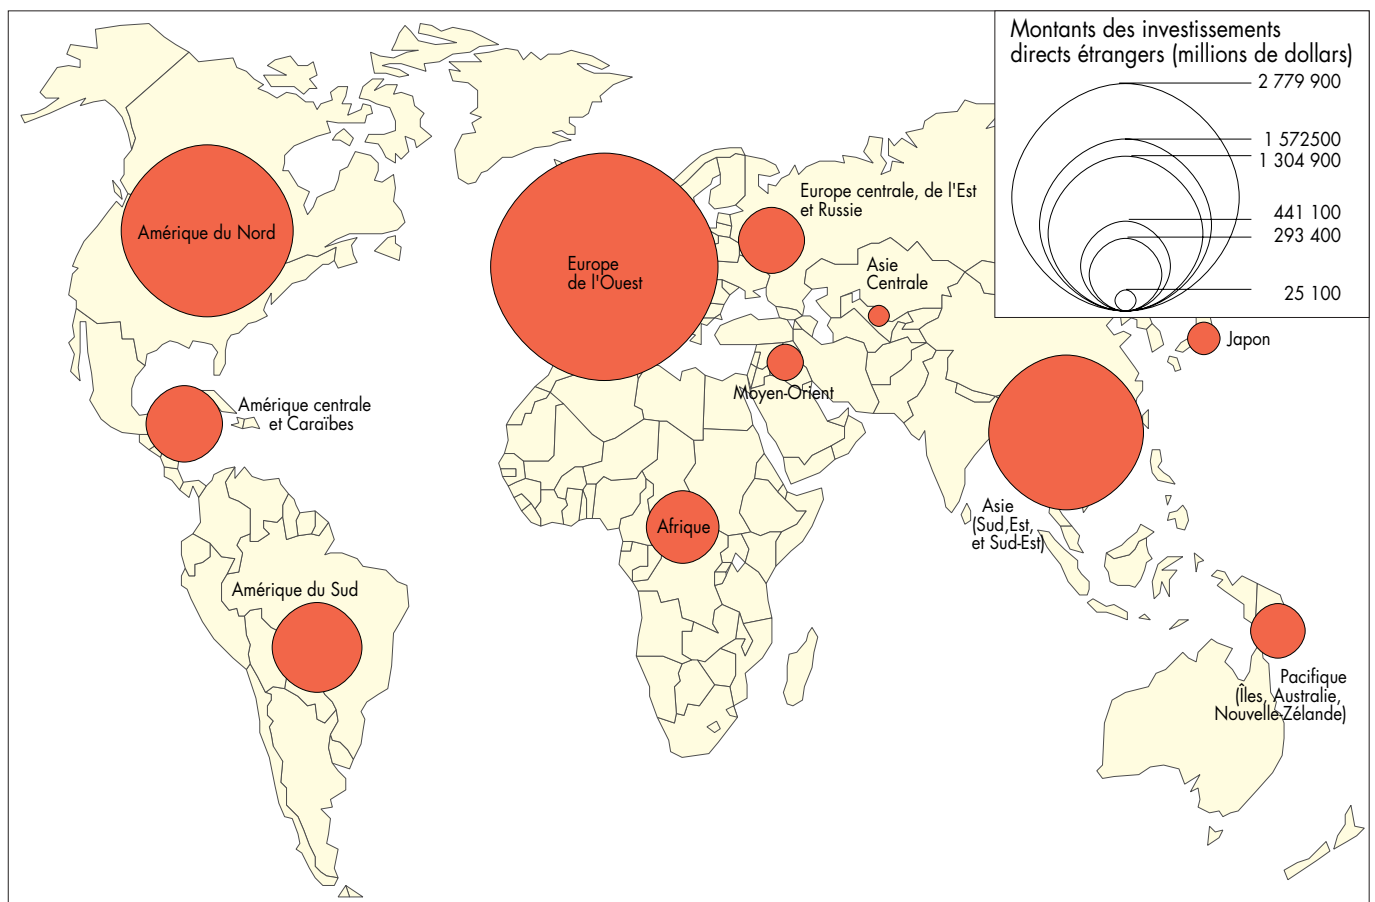 Montants des investissements
directs étrangers (millions de dollars)
2 779 900
1 572500
1 304 900
441 100
293 400
25 100
Europe centrale, de l'Est
et Russie
Amérique du Nord
Europe
de l'Ouest
Asie
Centrale
Japon
Moyen-Orient
Amérique centrale
et Caraïbes
Asie
(Sud,Est,
et Sud-Est)
Afrique
Amérique du Sud
Pacifique
(Îles, Australie,
Nouvelle-Zélande)